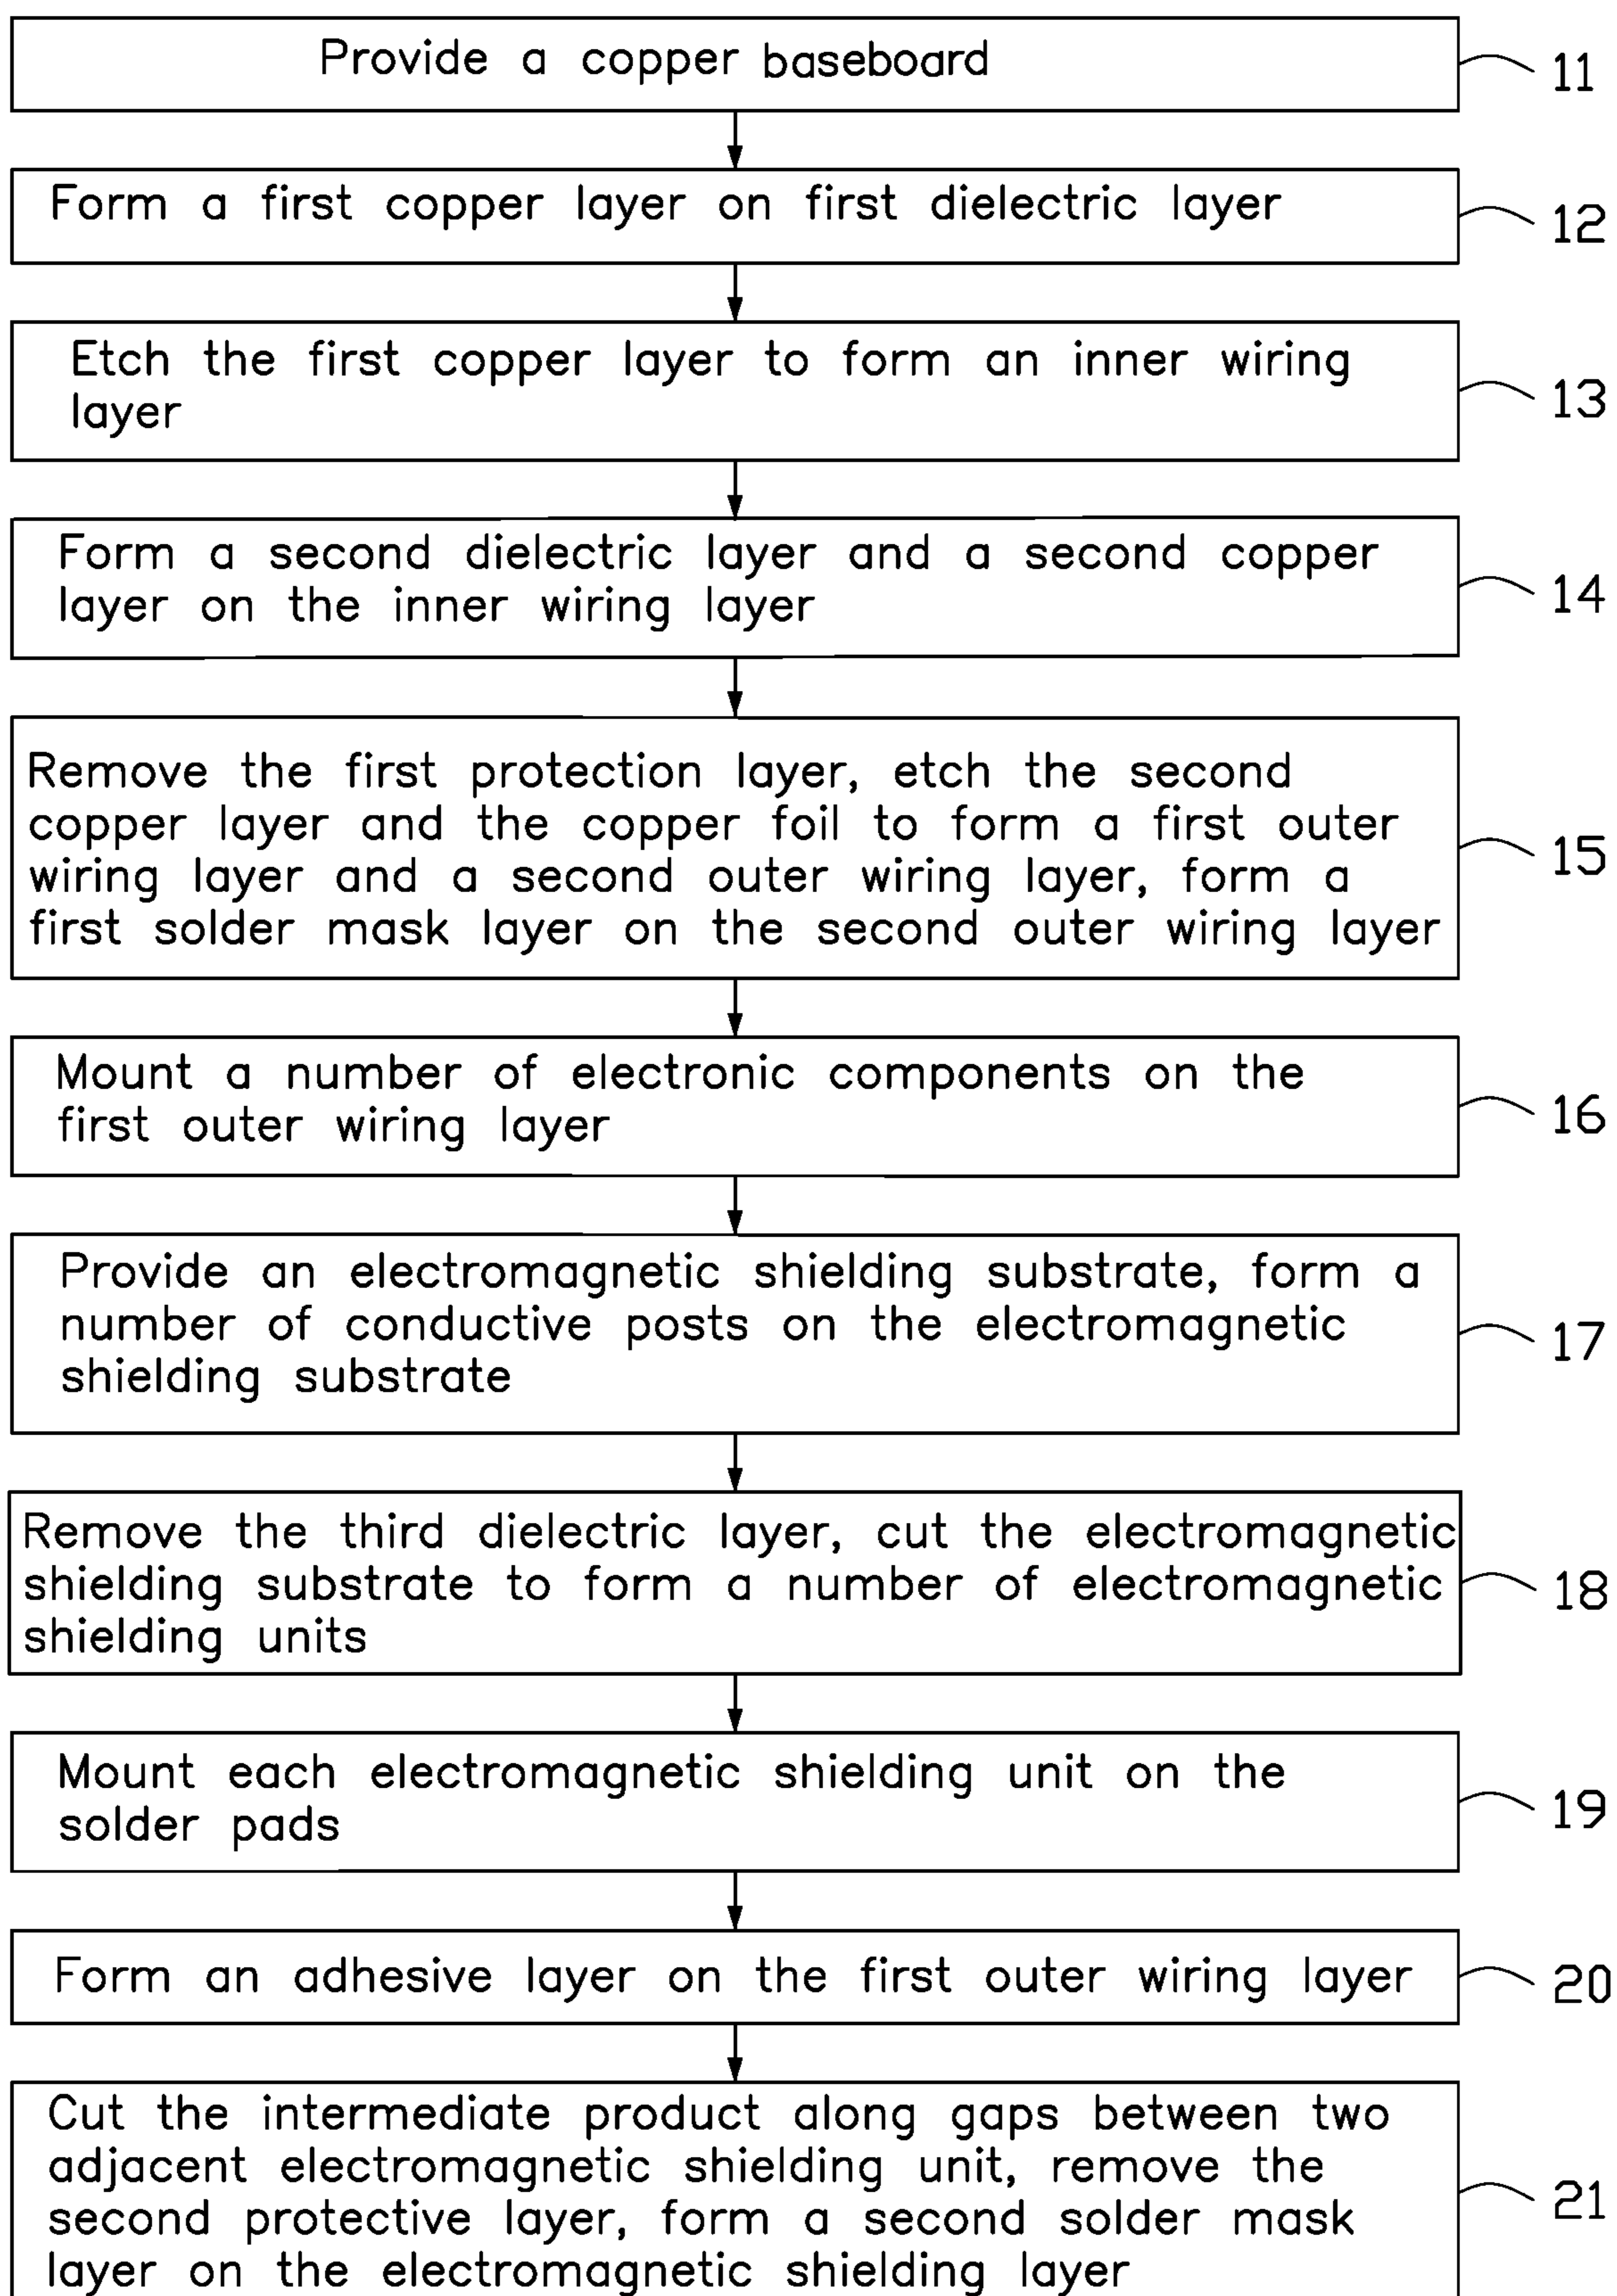 Provide a copper baseboard
11
Form a first copper layer on first dielectric layer
12
Etch the first copper layer to form an inner wiring
layer
13
Form a second dielectric layer and a second copper
layer on the inner wiring layer
14
Remove the first protection layer, etch the second
copper layer and the copper foil to form a first outer
wiring layer and a second outer wiring layer, form a
first solder mask layer on the second outer wiring layer
15
Mount a number of electronic components on the
first outer wiring layer
16
Provide an electromagnetic shielding substrate, form a
number of conductive posts on the electromagnetic
shielding substrate
17
Remove the third dielectric layer, cut the electromagnetic
shielding substrate to form a number of electromagnetic
shielding units
18
Mount each electromagnetic shielding unit on the
solder pads
19
Form an adhesive layer on the first outer wiring layer
20
Cut the intermediate product along gaps between two
adjacent electromagnetic shielding unit, remove the
second protective layer, form a second solder mask
layer on the electromagnetic shielding layer
21